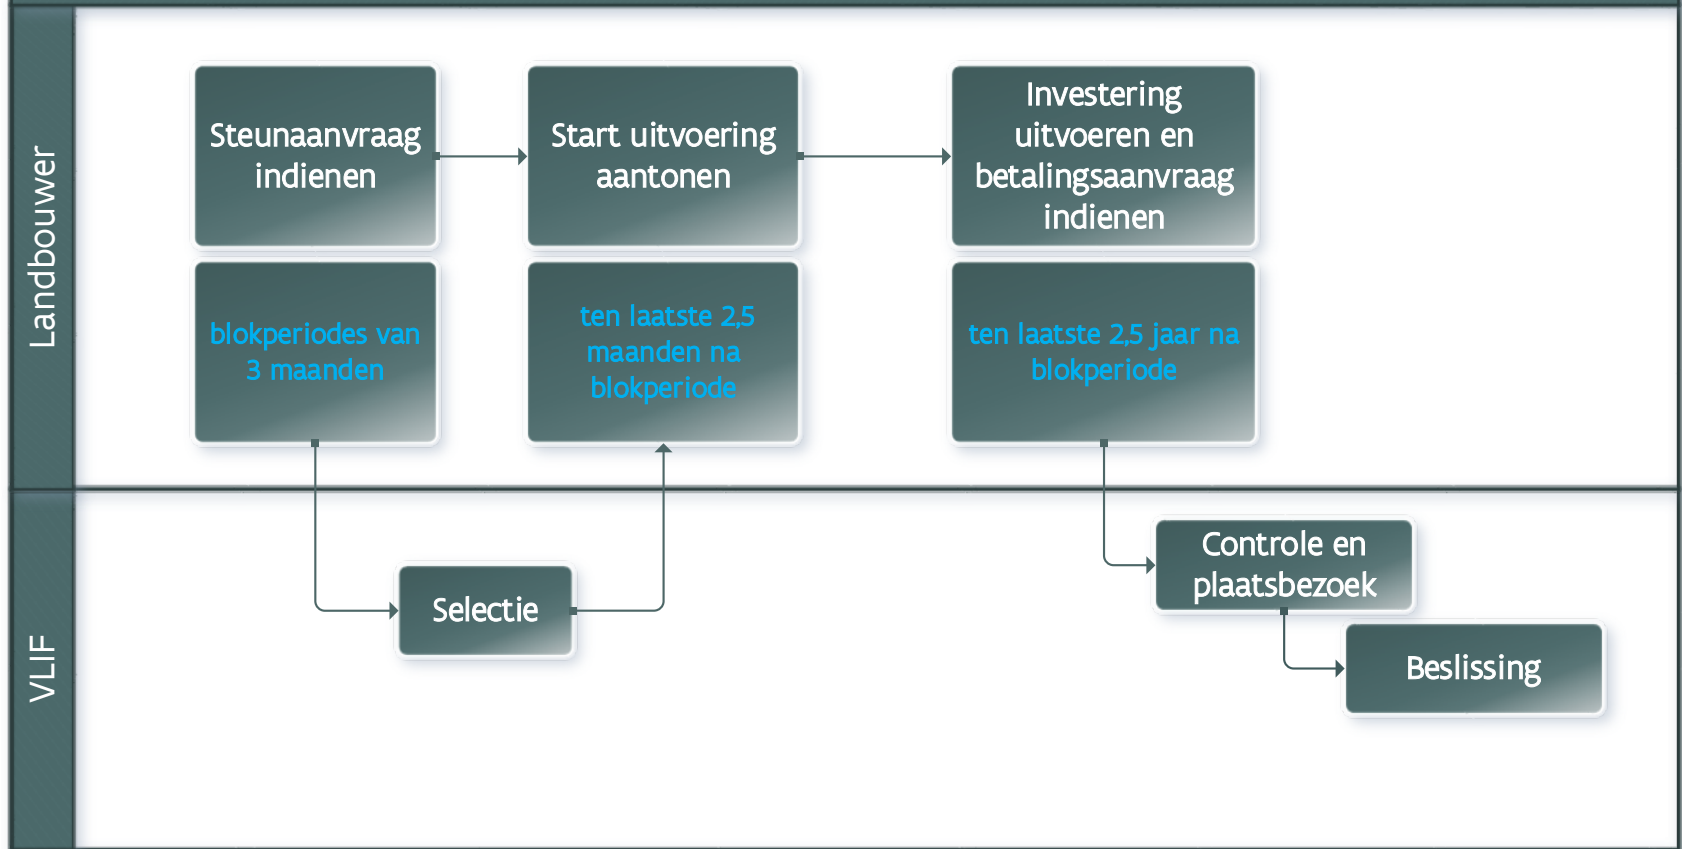 Landbouwer
Steunaanvraag
indienen
Start uitvoering
aantonen
Investering
uitvoeren en
betalingsaanvraag
indienen
blokperiodes van
3 maanden
ten laatste 2,5
maanden na
blokperiode
ten laatste 2,5 jaar na
blokperiode
VLIF
Selectie
Controle en
plaatsbezoek
Beslissing